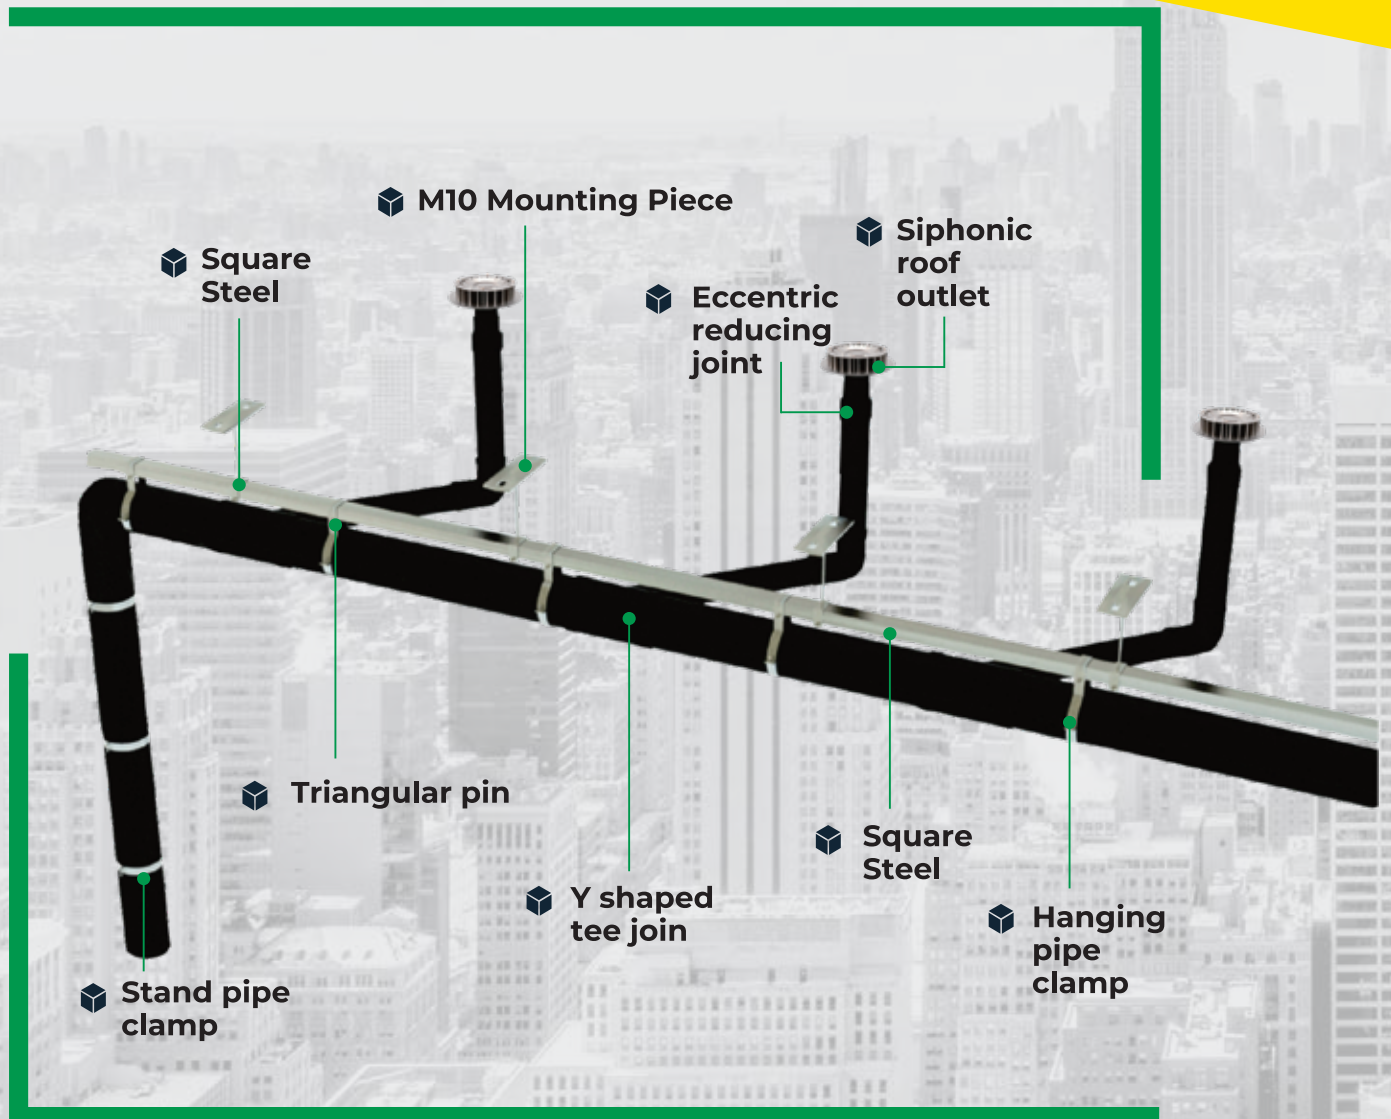 M10 Mounting Piece
Square
Steel
Siphonic
roof
outlet
Eccentric
reducing
joint
Triangular pin
Square
Steel
Y shaped
tee join
Hanging
pipe
clamp
Stand pipe
clamp